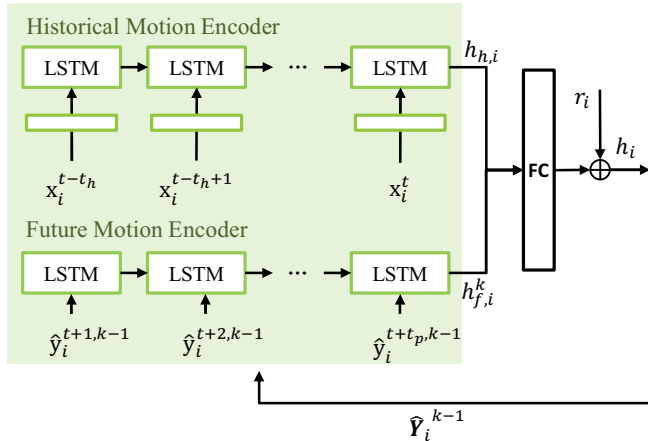 Historical Motion Encoder
LSTM LSTM ... LSTM
h_{h,i}
r_i
h_i
FC
x_i^{t-t_h} x_i^{t-t_h+1} x_i^t
Future Motion Encoder
LSTM LSTM ... LSTM
h_{f,i}^k
ŷ_i^{t+1,k-1} ŷ_i^{t+2,k-1} ŷ_i^{t+t_p,k-1}
Ŷ_i^{k-1}